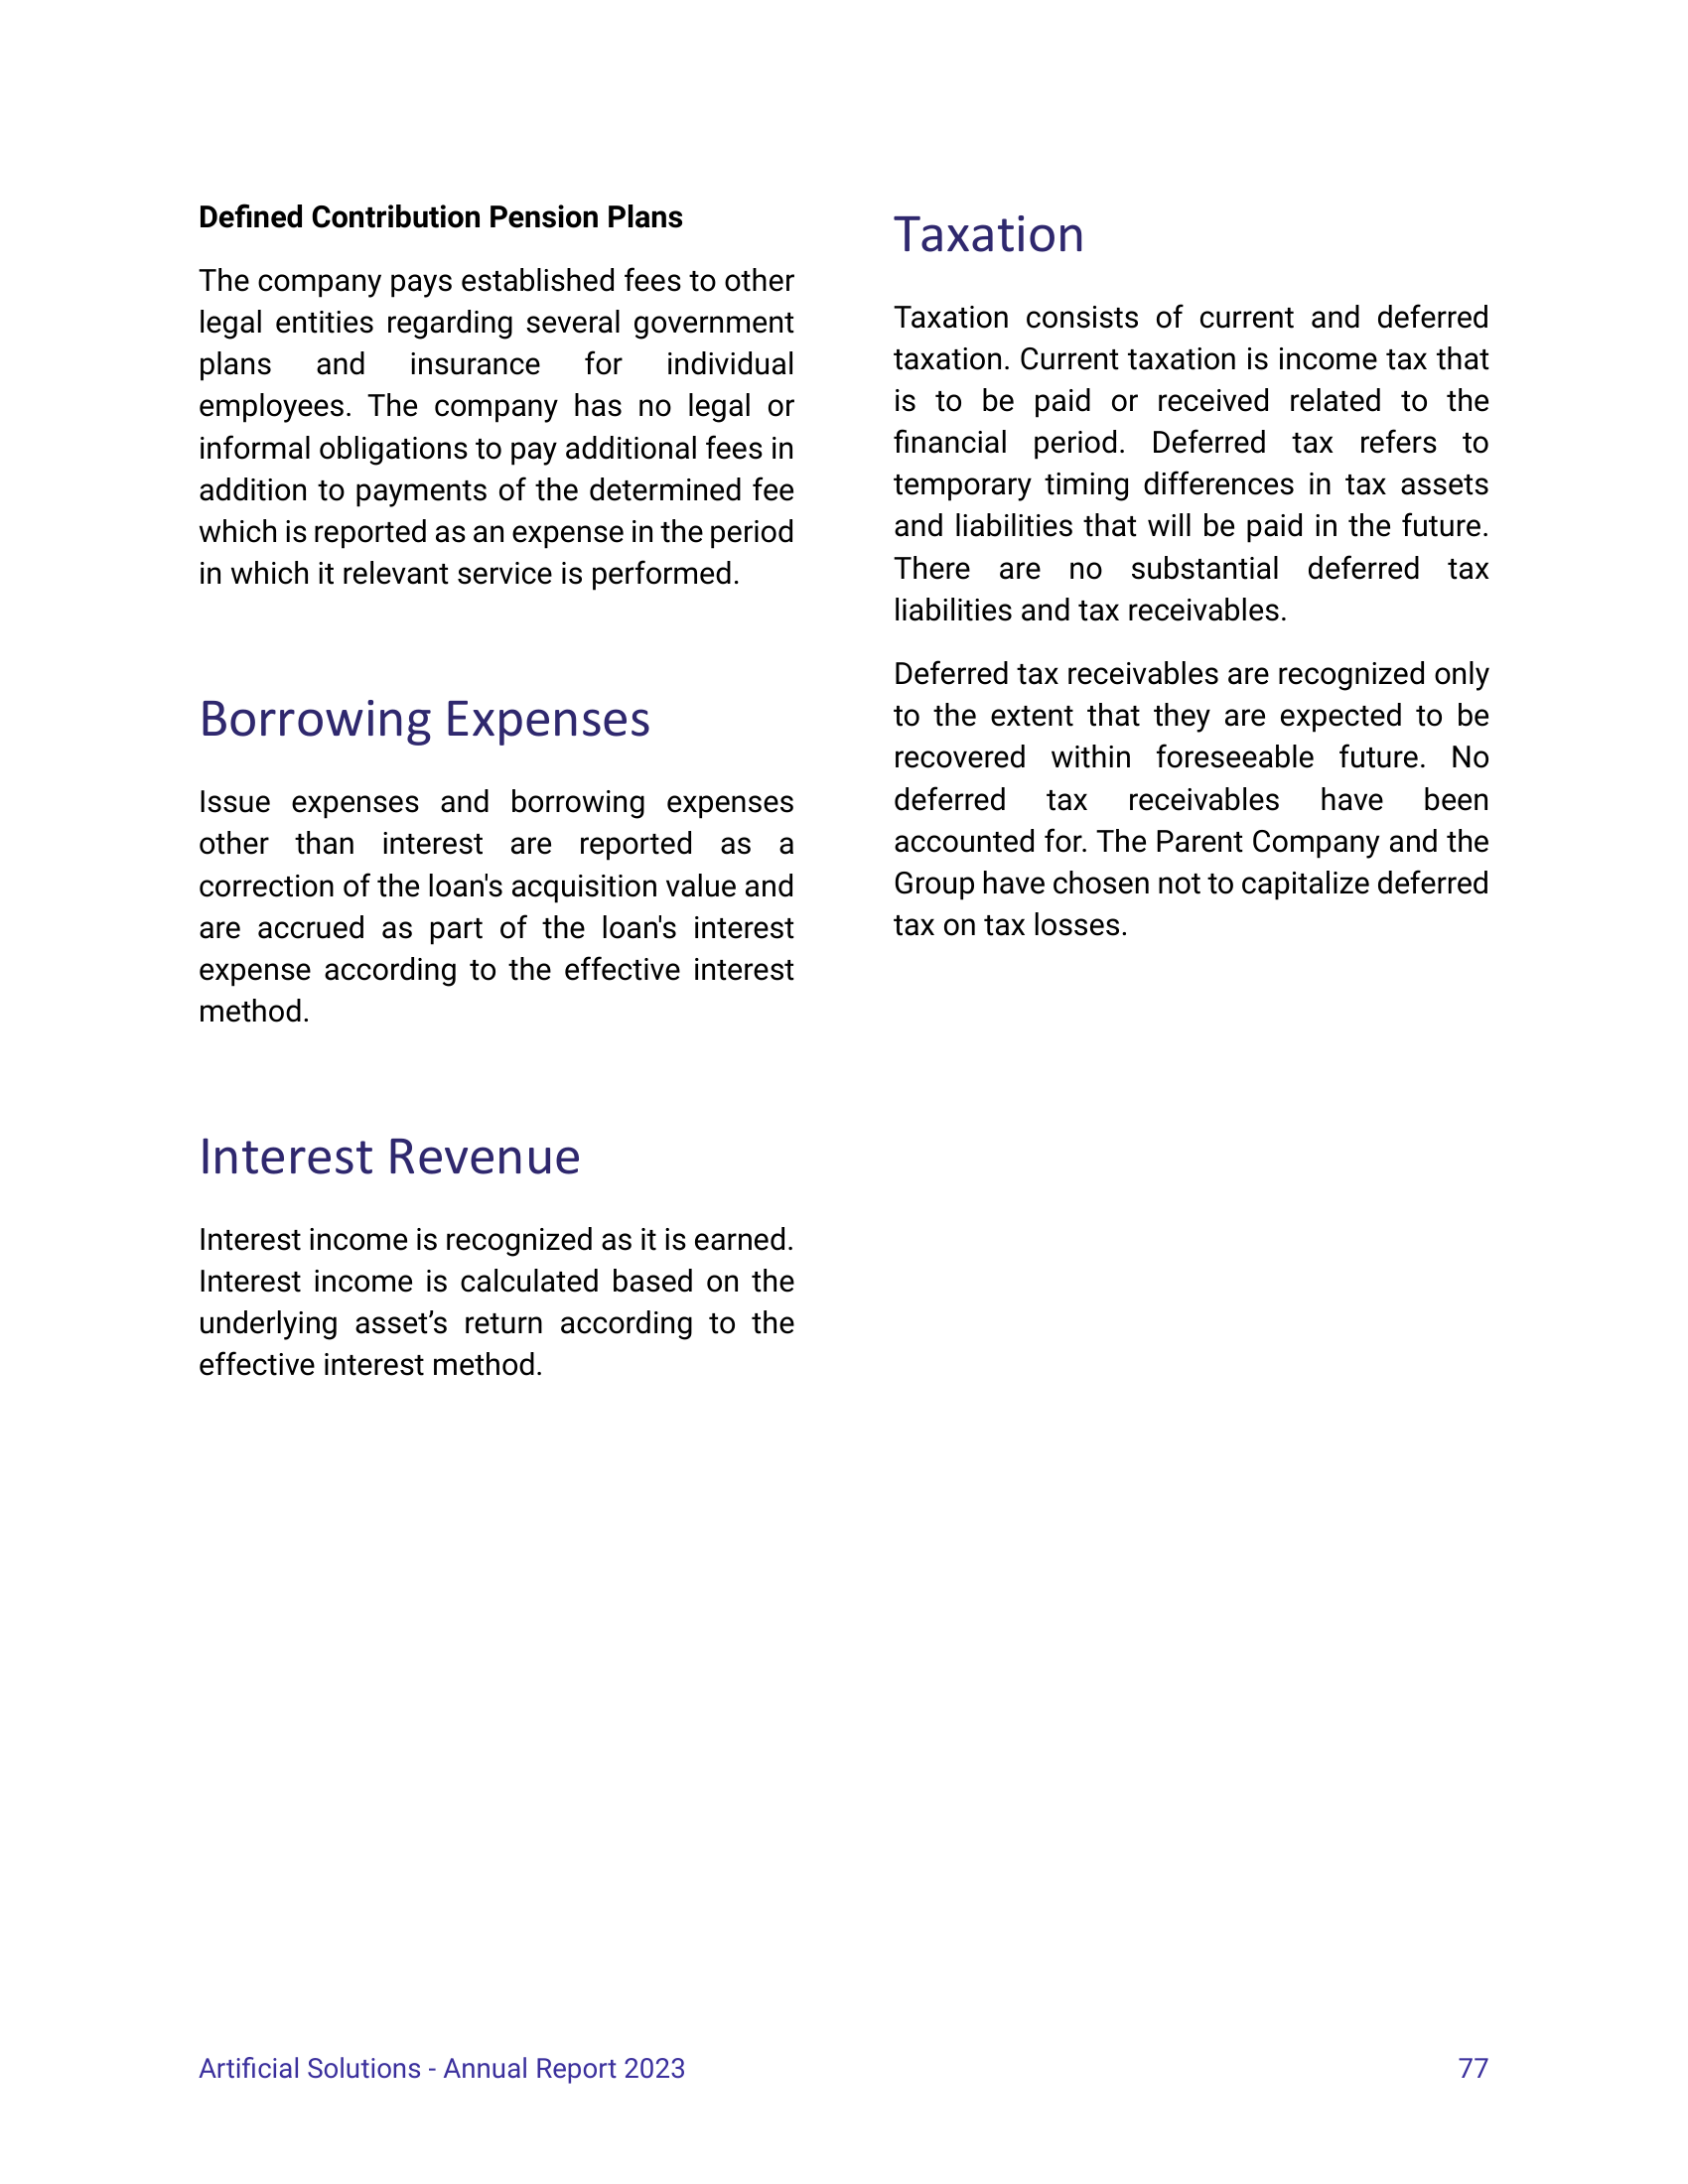 Defined Contribution Pension Plans
The company pays established fees to other
legal entities regarding several government
plans and insurance for individual
employees. The company has no legal or
informal obligations to pay additional fees in
addition to payments of the determined fee
which is reported as an expense in the period
in which it relevant service is performed.
Borrowing Expenses
Issue expenses and borrowing expenses
other than interest are reported as a
correction of the loan's acquisition value and
are accrued as part of the loan's interest
expense according to the effective interest
method.
Interest Revenue
Interest income is recognized as it is earned.
Interest income is calculated based on the
underlying asset’s return according to the
effective interest method.
Taxation
Taxation consists of current and deferred
taxation. Current taxation is income tax that
is to be paid or received related to the
financial period. Deferred tax refers to
temporary timing differences in tax assets
and liabilities that will be paid in the future.
There are no substantial deferred tax
liabilities and tax receivables.
Deferred tax receivables are recognized only
to the extent that they are expected to be
recovered within foreseeable future. No
deferred tax receivables have been
accounted for. The Parent Company and the
Group have chosen not to capitalize deferred
tax on tax losses.
Artificial Solutions - Annual Report 2023 77